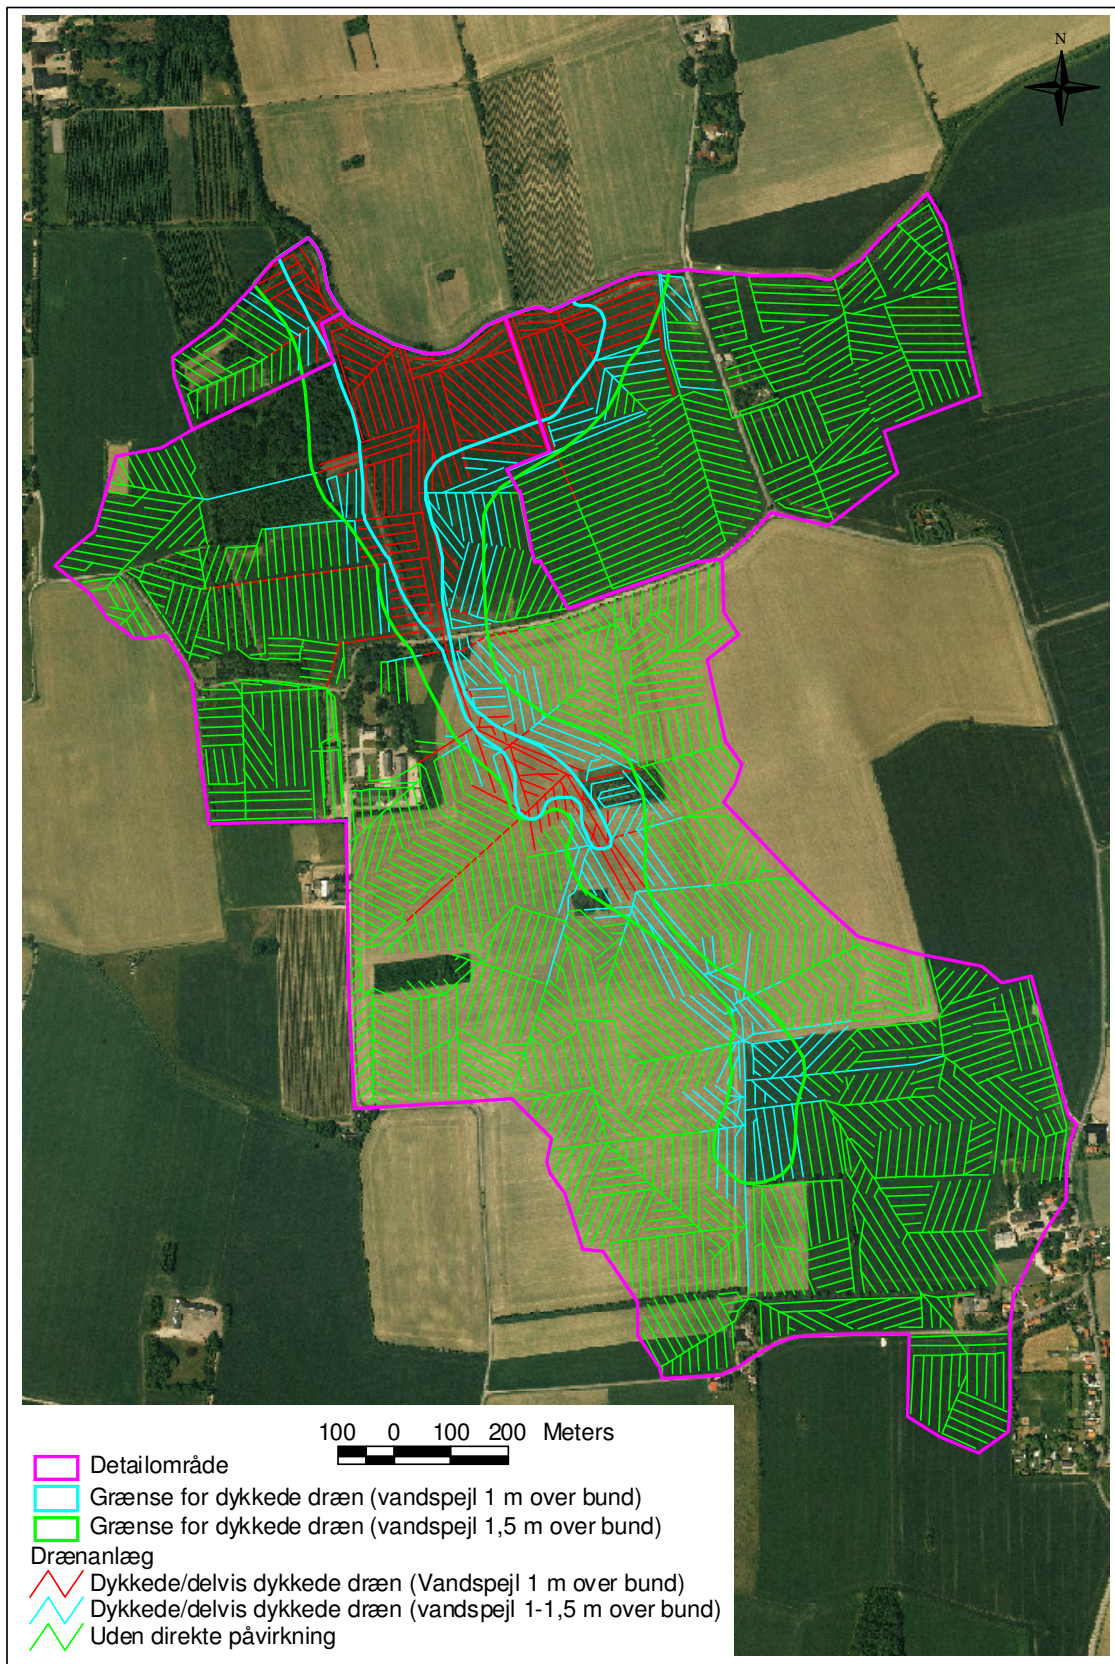 N
100 0 100 200 Meters
Detailområde
Grænse for dykkede dræn (vandspejl 1 m over bund)
Grænse for dykkede dræn (vandspejl 1,5 m over bund)
Drænanlæg
Dykkede/delvis dykkede dræn (Vandspejl 1 m over bund)
Dykkede/delvis dykkede dræn (vandspejl 1-1,5 m over bund)
Uden direkte påvirkning